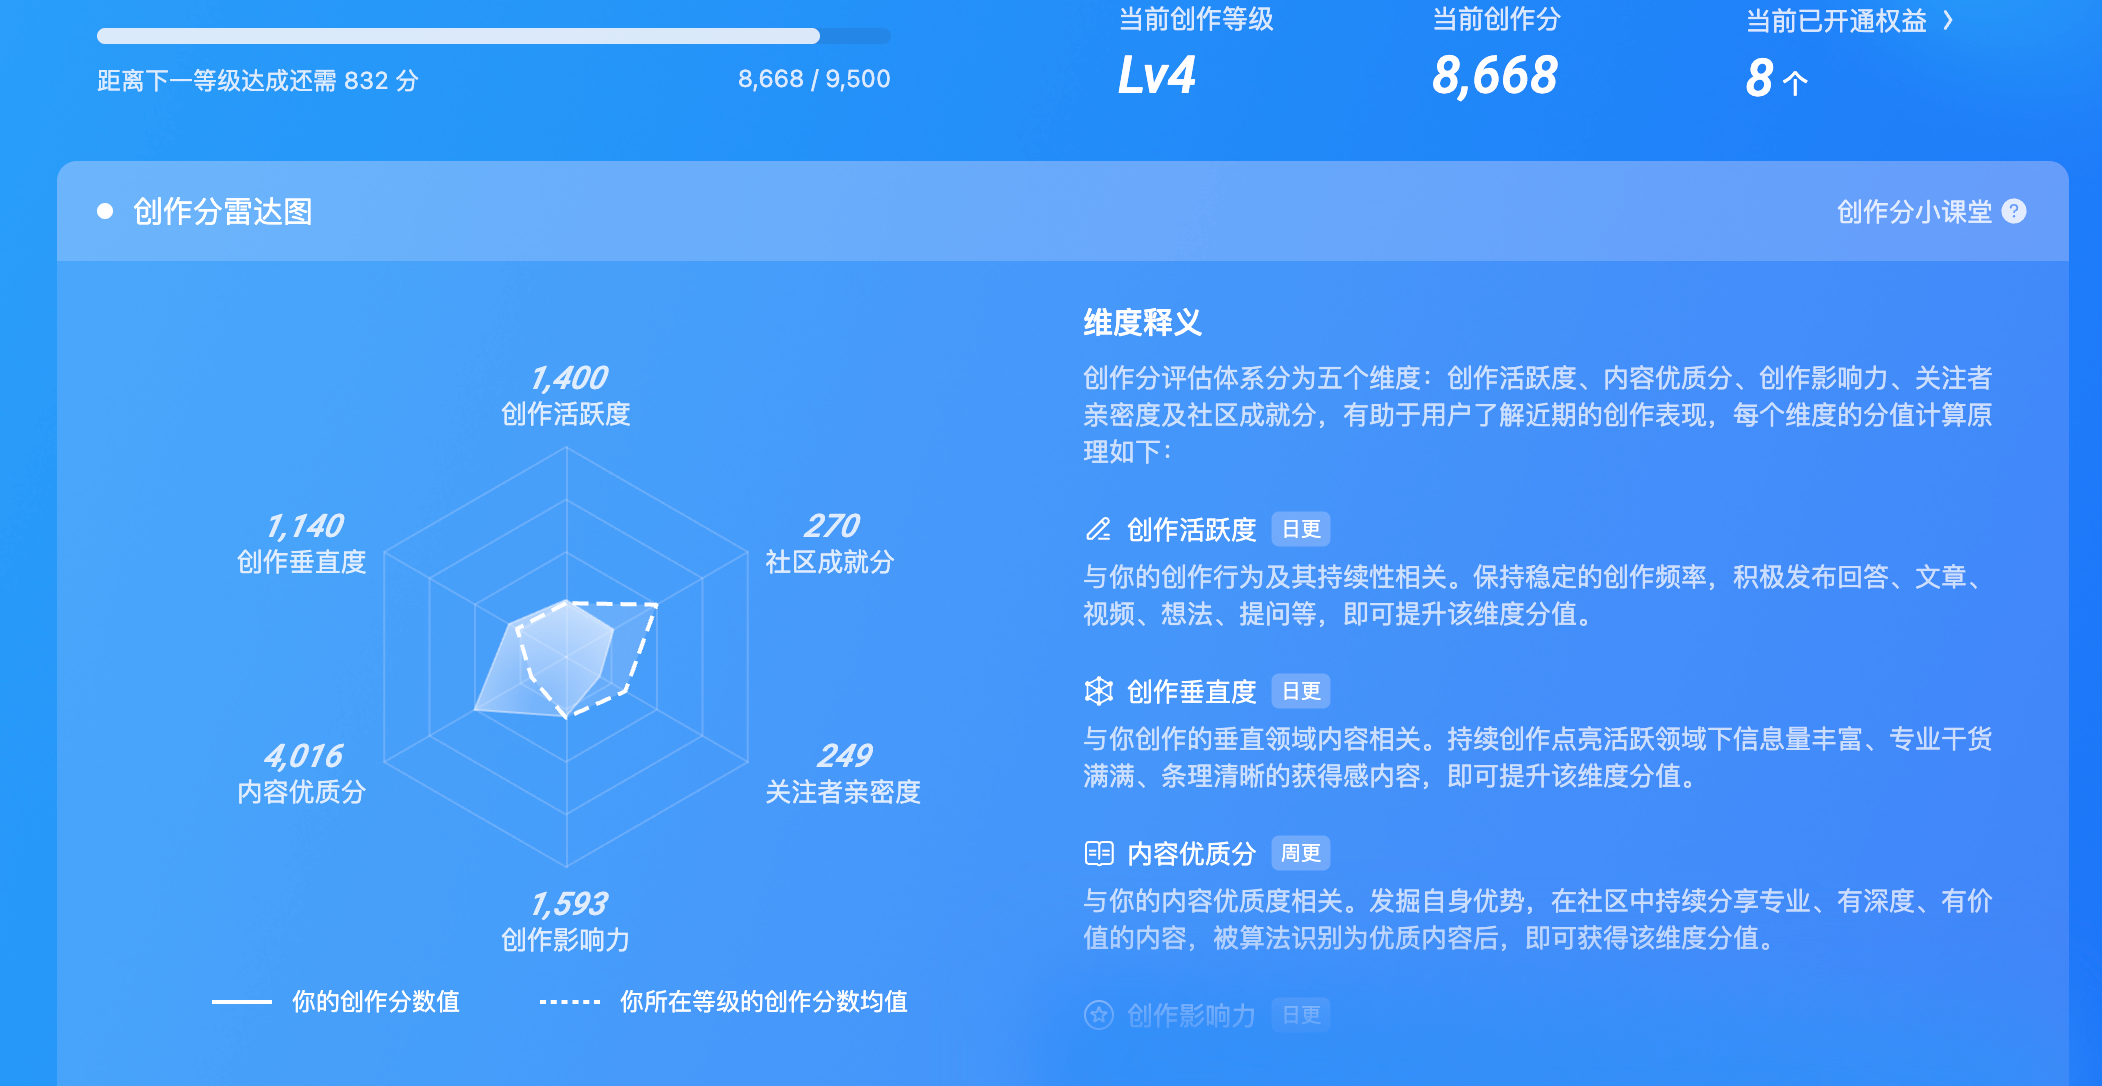 当前创作等级
当前创作分
当前已开通权益
Lv4
8,668
8 个
距离下一等级达成还需 832 分
8,668 / 9,500
创作分雷达图
创作分小课堂 ?
1,400
创作活跃度
1,140
创作垂直度
270
社区成就分
4,016
内容优质分
249
关注者亲密度
1,593
创作影响力
你的创作分数值
你所在等级的创作分数均值
维度释义
创作分评估体系分为五个维度：创作活跃度、内容优质分、创作影响力、关注者
亲密度及社区成就分，有助于用户了解近期的创作表现，每个维度的分值计算原
理如下：
创作活跃度 日更
与你的创作行为及其持续性相关。保持稳定的创作频率，积极发布回答、文章、
视频、想法、提问等，即可提升该维度分值。
创作垂直度 日更
与你创作的垂直领域内容相关。持续创作点亮活跃领域下信息量丰富、专业干货
满满、条理清晰的获得感内容，即可提升该维度分值。
内容优质分 周更
与你的内容优质度相关。发掘自身优势，在社区中持续分享专业、有深度、有价
值的内容，被算法识别为优质内容后，即可获得该维度分值。
创作影响力 日更